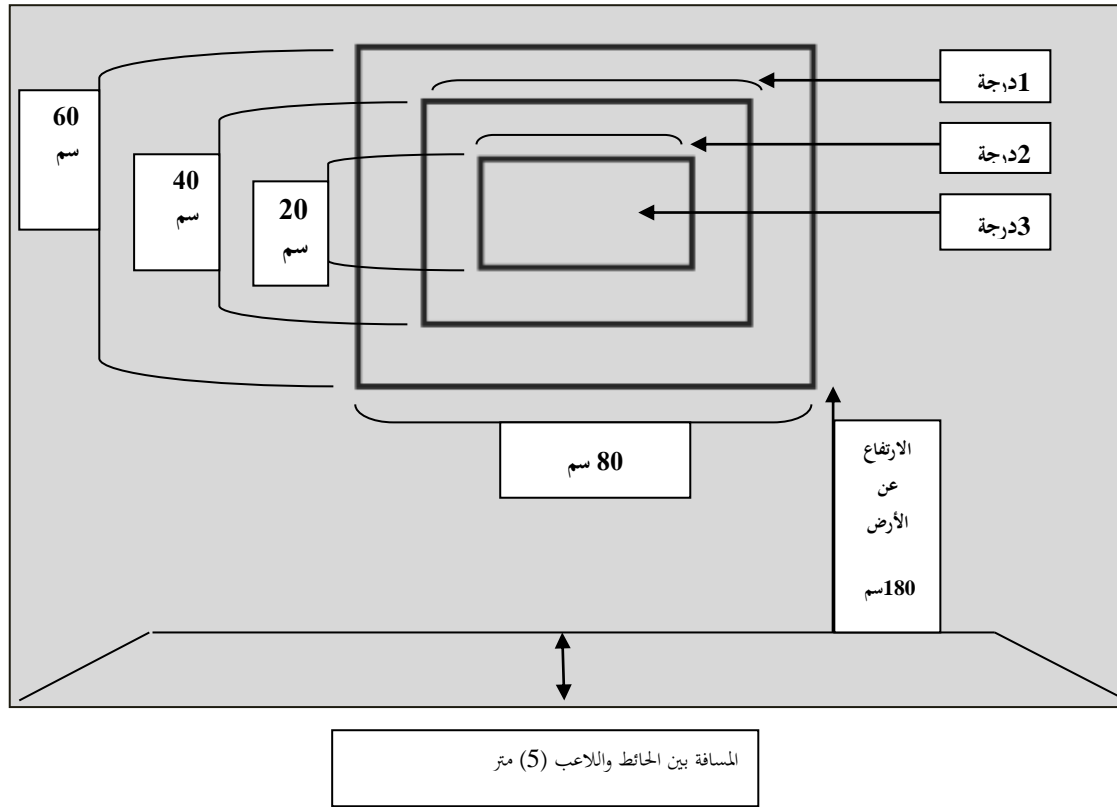 1درجة
2درجة
3درجة
60
سم
40
سم
20
سم
80 سم
الارتفاع
عن
الأرض
180سم
المسافة بين الحائط واللاعب (5) متر